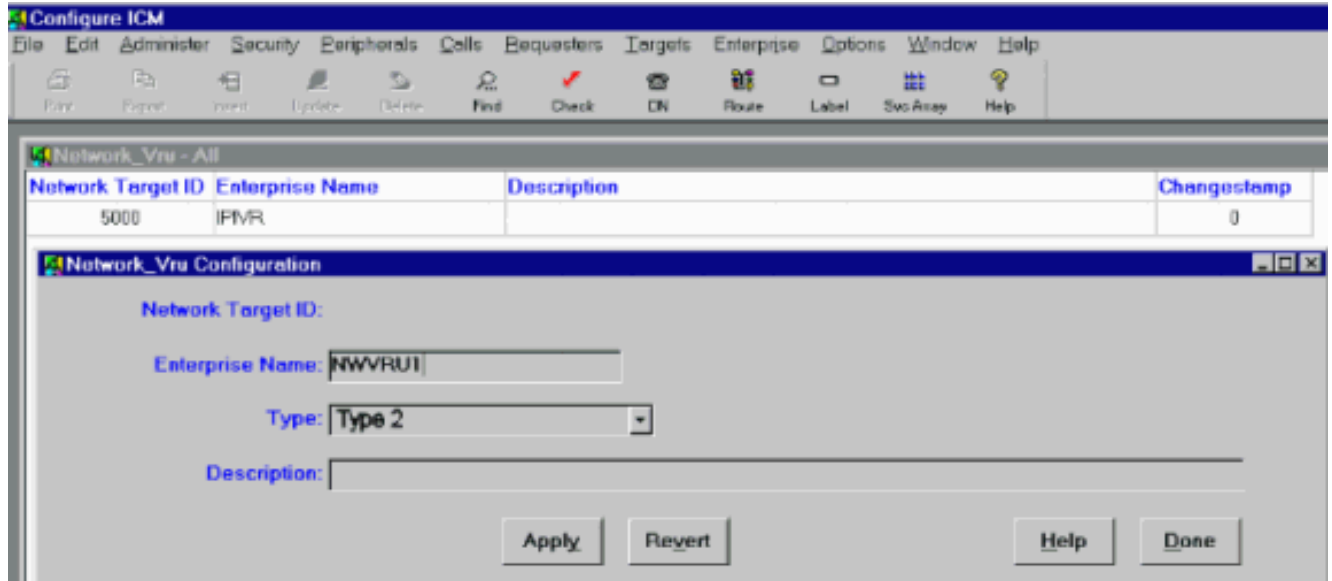 Configure ICM
File Edit Administer Security Peripherals Calls Requesters Targets Enterprise Options Window Help
Print Export Insert Update Delete Find Check DN Route Label Svc Array Help
Network_Vru - All
Network Target ID Enterprise Name Description Changestamp
5000 IPIVR 0
Network_Vru Configuration
Network Target ID:
Enterprise Name: NWVRU1
Type: Type 2
Description:
Apply Revert Help Done